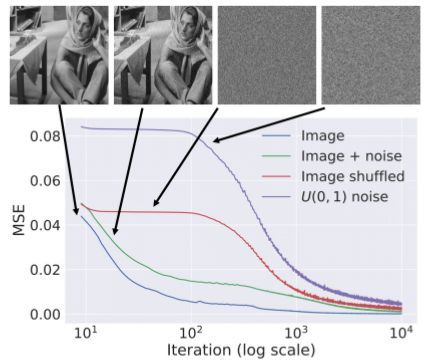 0.08
0.06
0.04
0.02
0.00
MSE
Image
Image + noise
Image shuffled
U(0, 1) noise
10¹ 10² 10³ 10⁴
Iteration (log scale)